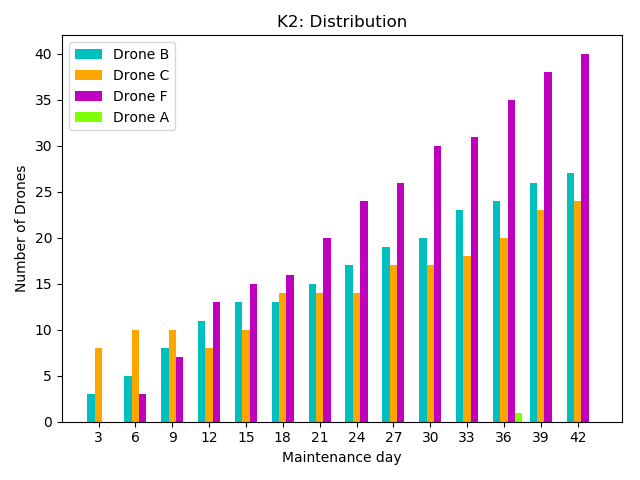 K2: Distribution
Drone B
Drone C
Drone F
Drone A
Number of Drones
40
35
30
25
20
15
10
5
0
3 6 9 12 15 18 21 24 27 30 33 36 39 42
Maintenance day